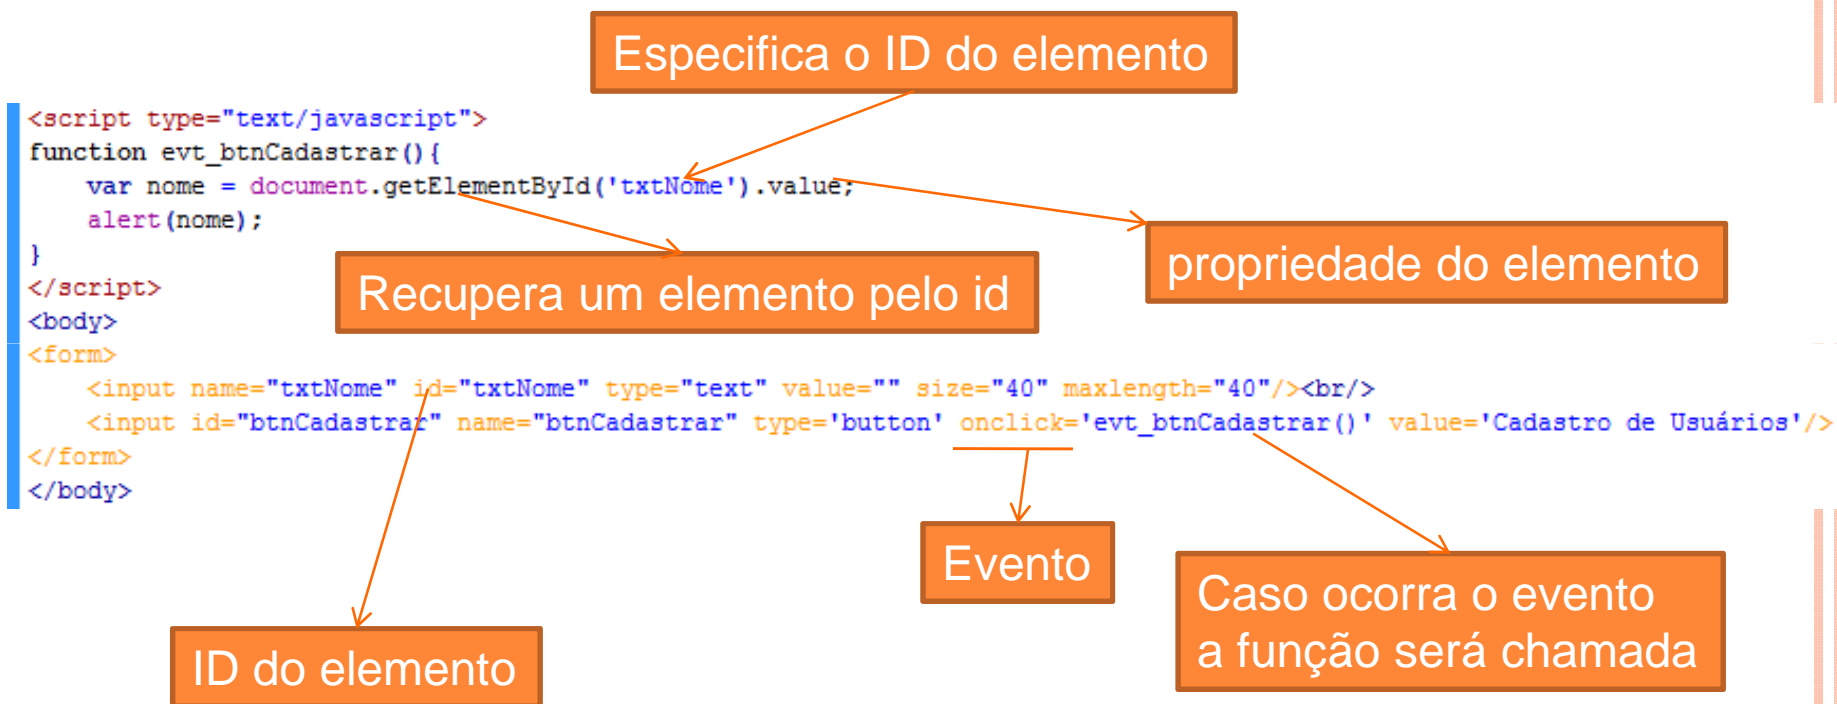 Especifica o ID do elemento
<script type="text/javascript">
function evt_btnCadastrar(){
var nome = document.getElementById('txtNome').value;
alert(nome);
}
propriedade do elemento
Recupera um elemento pelo id
</script>
<body>
<form>
<input name="txtNome" id="txtNome" type="text" value="" size="40" maxlength="40"/><br/>
<input id="btnCadastrar" name="btnCadastrar" type='button' onclick='evt_btnCadastrar()' value='Cadastro de Usuários'/>
</form>
</body>
Evento
Caso ocorra o evento
a função será chamada
ID do elemento